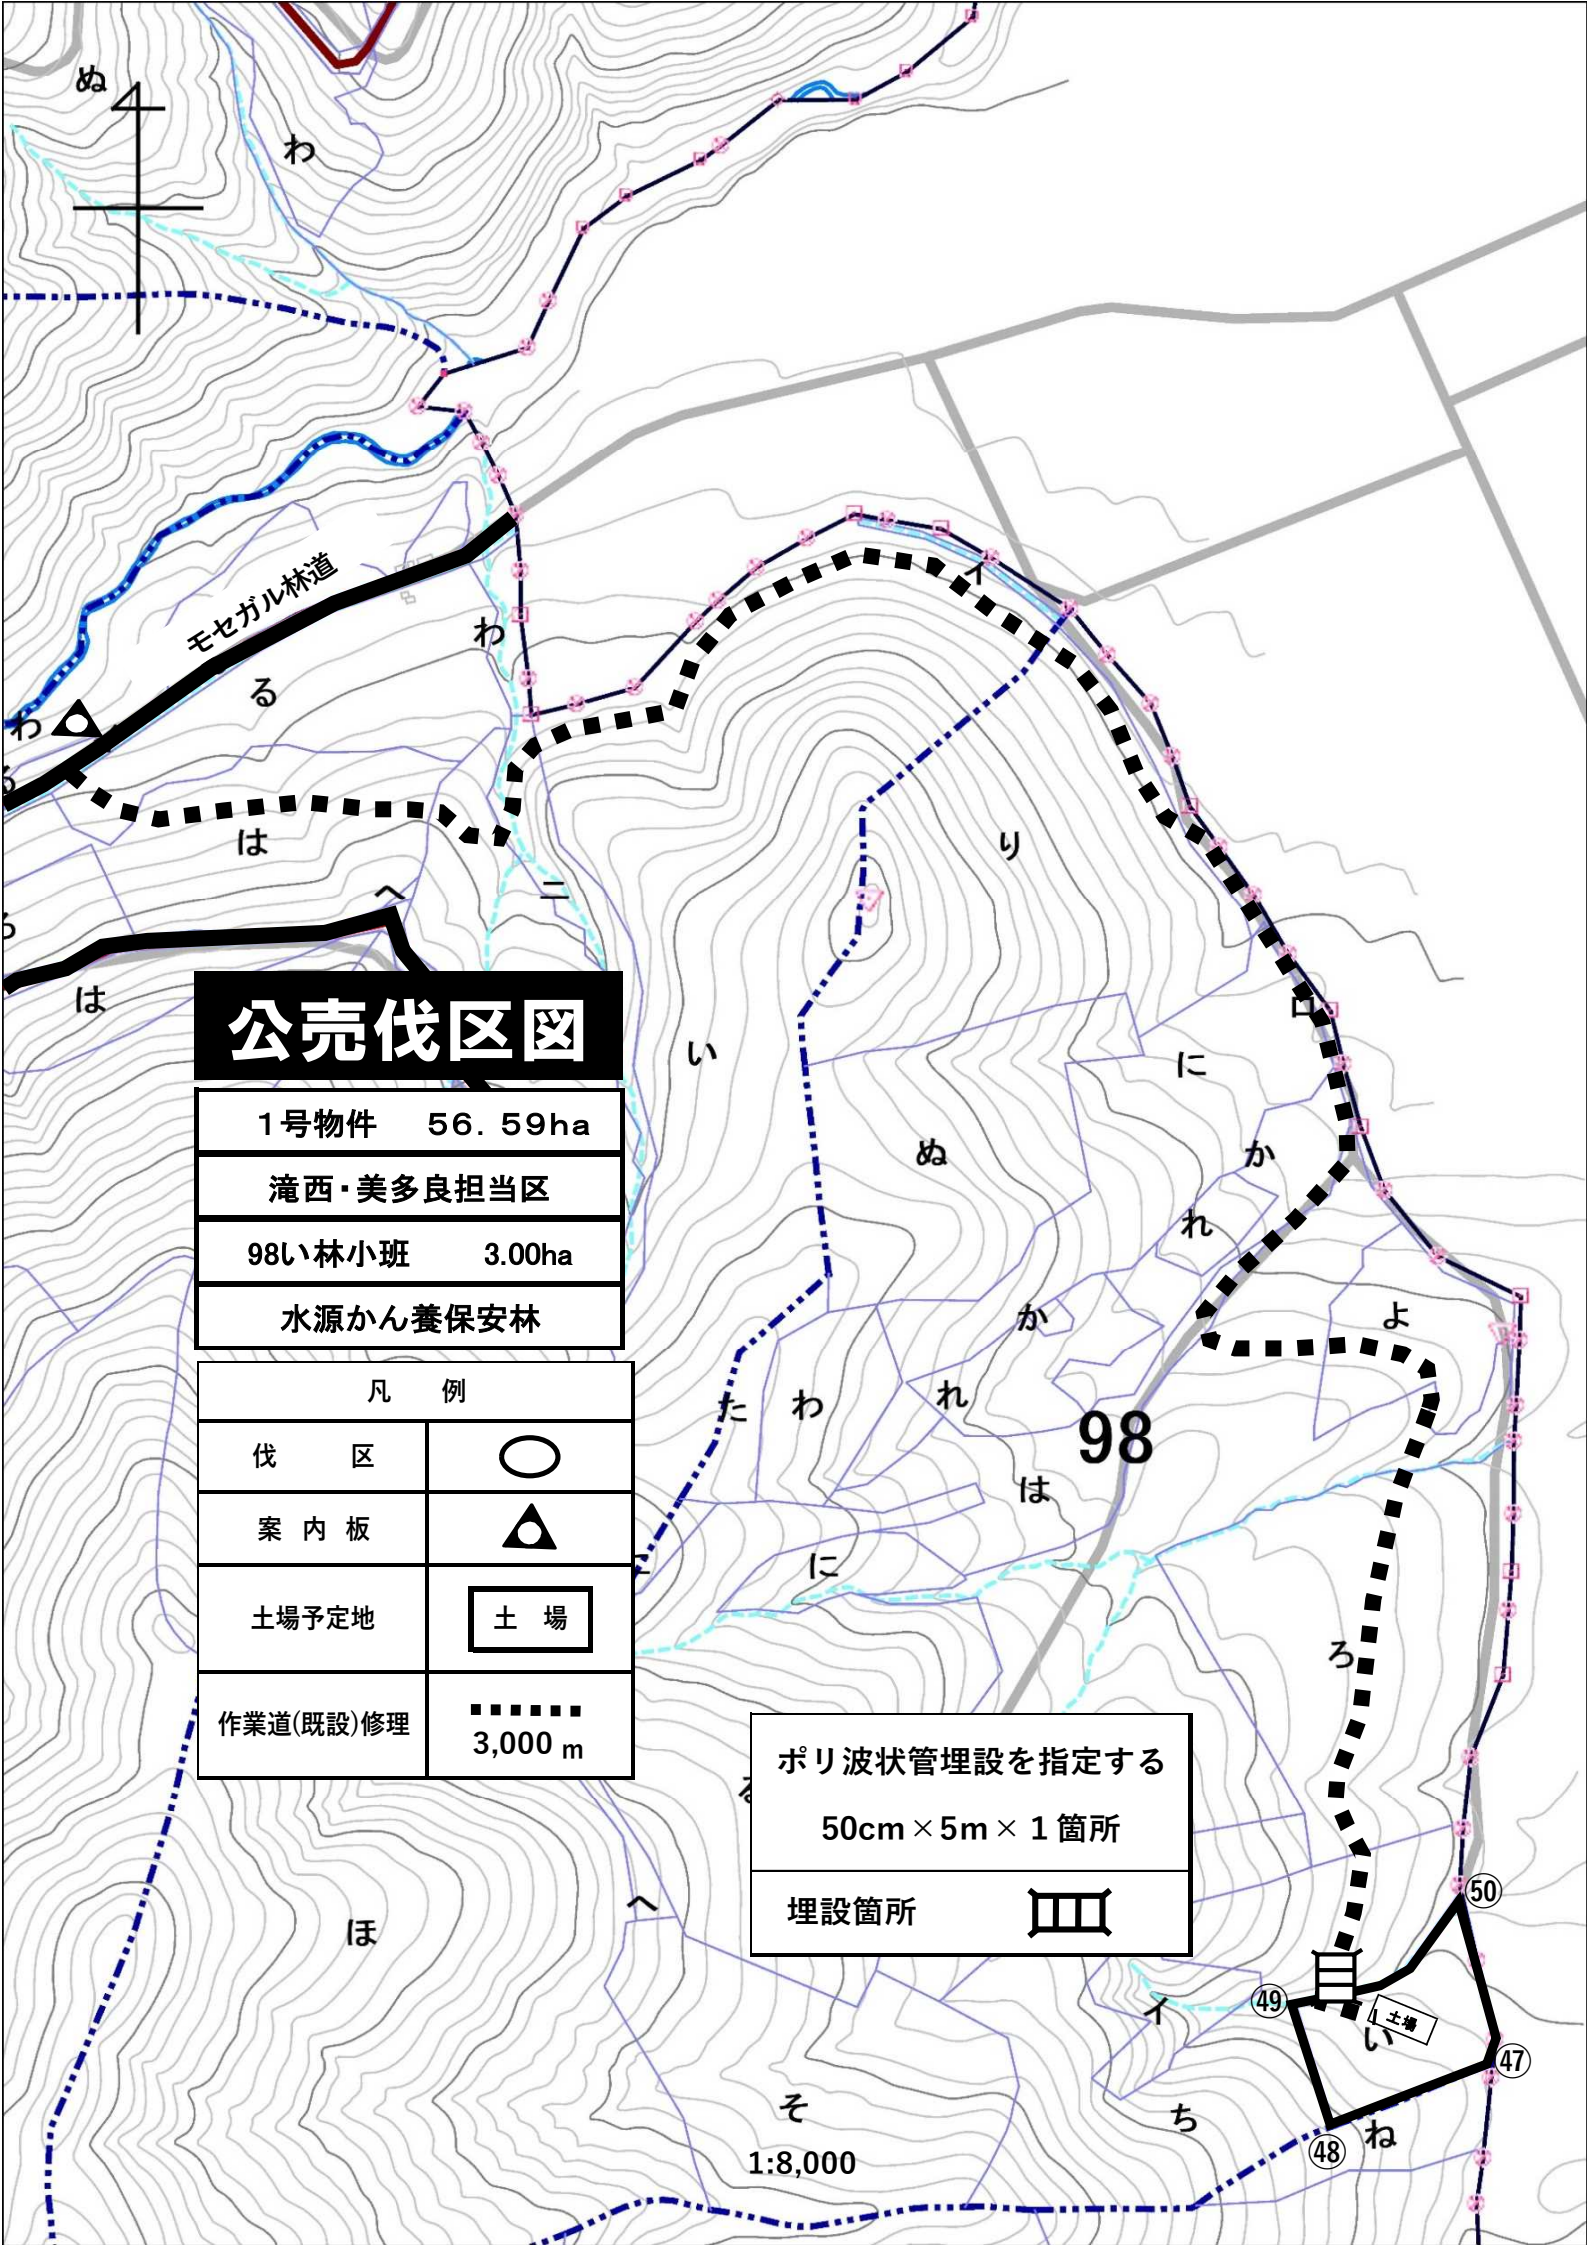 ぬ
わ
モセガル林道
イ
わ
る
わ
る
は
り
へ
ニ
ろ
は
ロ
公売伐区図
1号物件 56. 59ha
滝西・美多良担当区
98い林小班 3.00ha
水源かん養保安林
い
に
ぬ
か
れ
か
よ
凡 例
伐 区
案 内 板
土場予定地
土 場
作業道(既設)修理
3,000 m
た
わ
れ
98
は
に
ろ
ポリ波状管埋設を指定する
50cm×5m×１箇所
埋設箇所
る
へ
ほ
㊿
㊾
イ
土場
い
㊼
そ
ち
ね
㊽
1:8,000